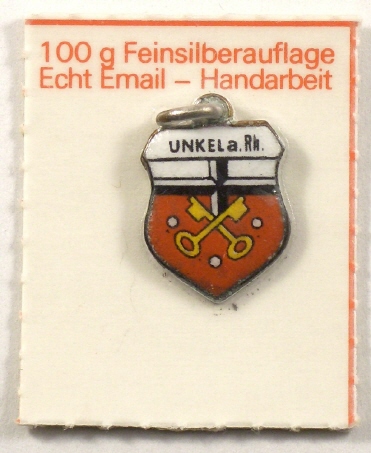 100 g Feinsilberauflage
Echt Email – Handarbeit
UNKEL a. Rh.